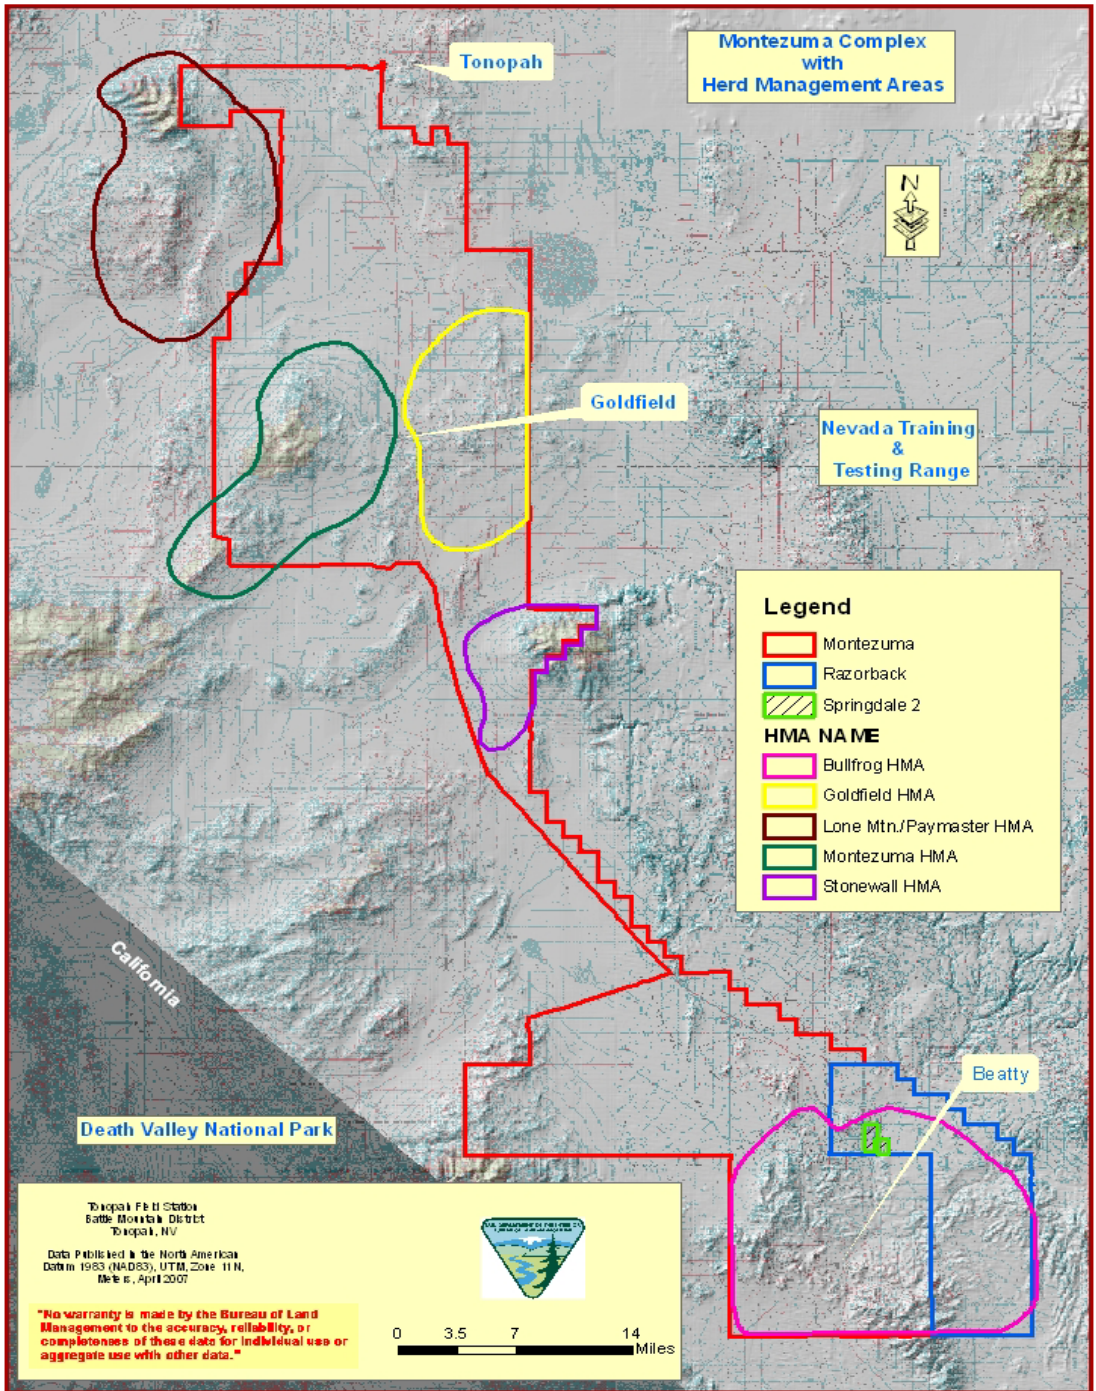 Montezuma Complex
with
Herd Management Areas
Tonopah
N
Goldfield
Nevada Training
&
Testing Range
Legend
Montezuma
Razorback
Springdale 2
HMA NAME
Bullfrog HMA
Goldfield HMA
Lone Mtn./Paymaster HMA
Montezuma HMA
Stonewall HMA
California
Beatty
Death Valley National Park
Tonopah Field Station
Battle Mountain District
Tonopah, NV
Data Published in the North American
Datum 1983 (NAD83), UTM, Zone 11N,
Meters, April 2007
"No warranty is made by the Bureau of Land
Management to the accuracy, reliability, or
completeness of these data for individual use or
aggregate use with other data."
0 3.5 7 14
Miles